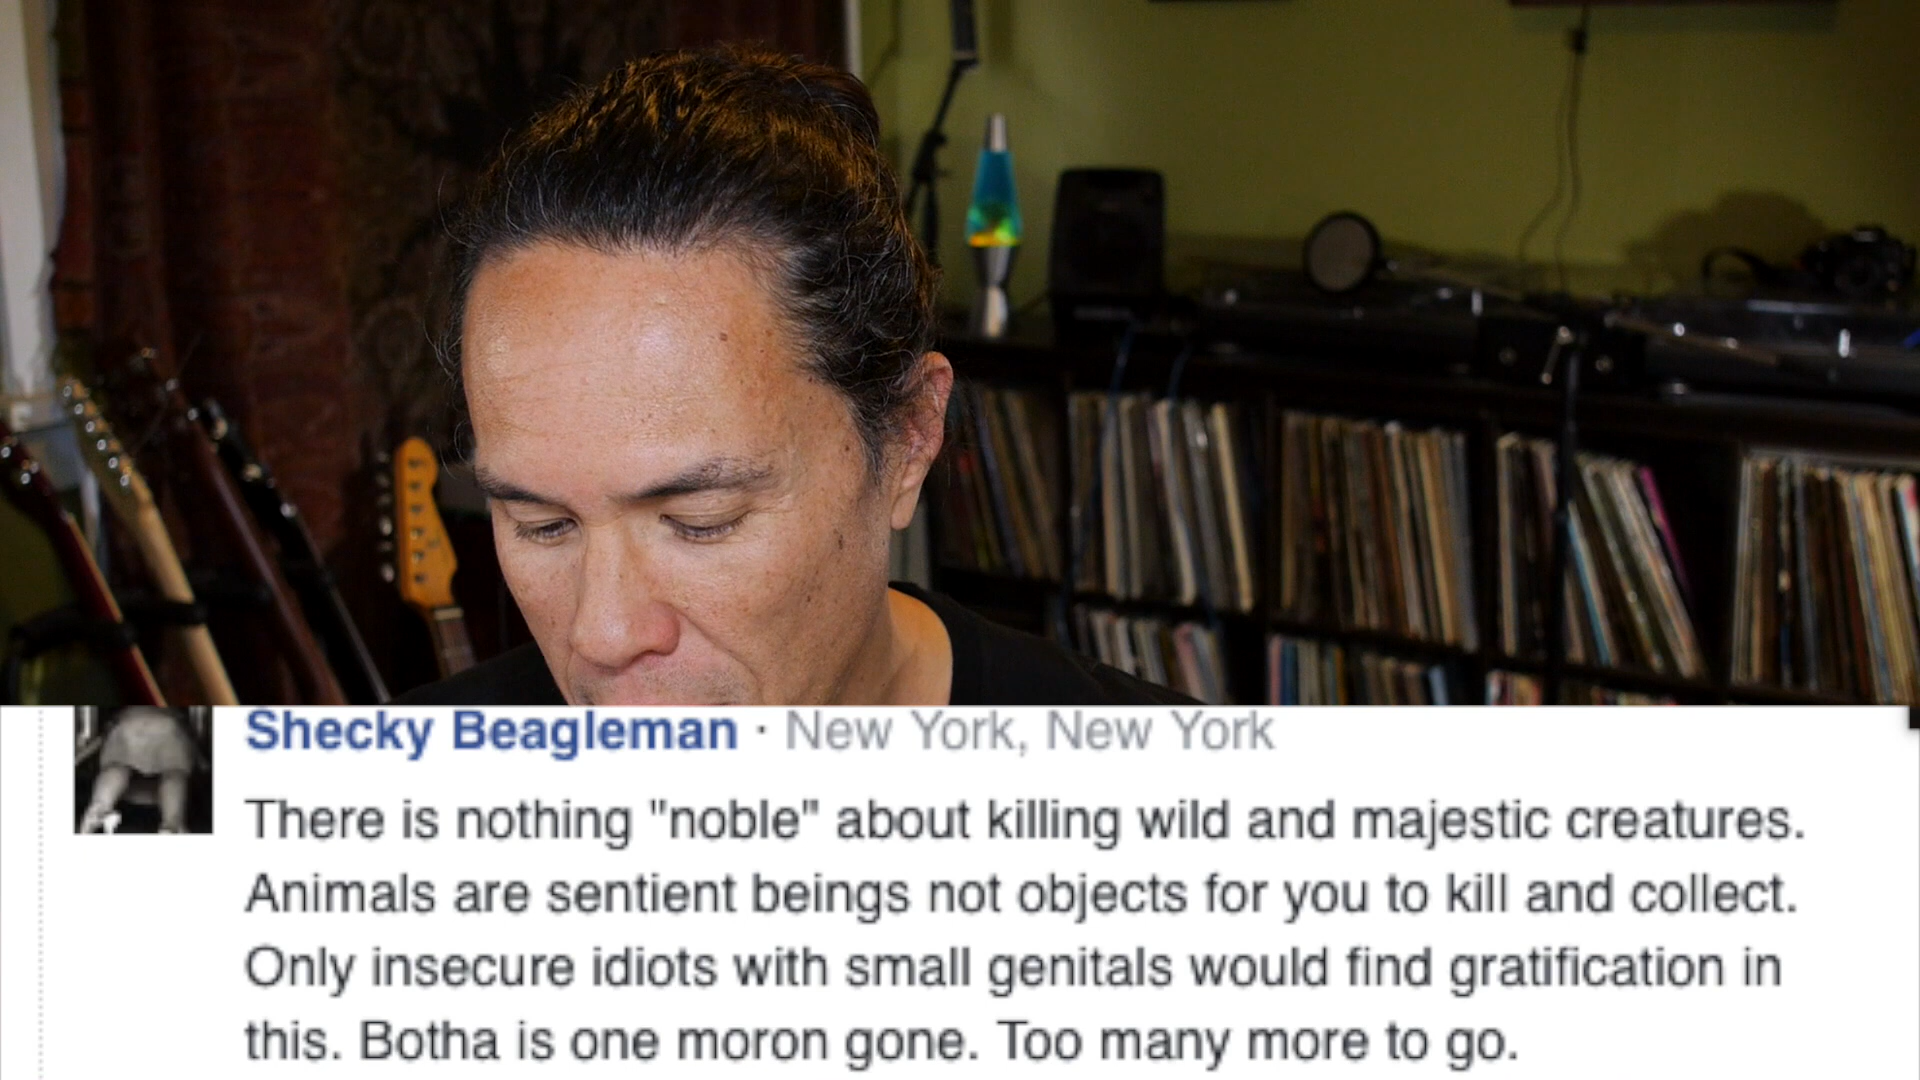 Shecky Beagleman · New York, New York
There is nothing "noble" about killing wild and majestic creatures.
Animals are sentient beings not objects for you to kill and collect.
Only insecure idiots with small genitals would find gratification in
this. Botha is one moron gone. Too many more to go.